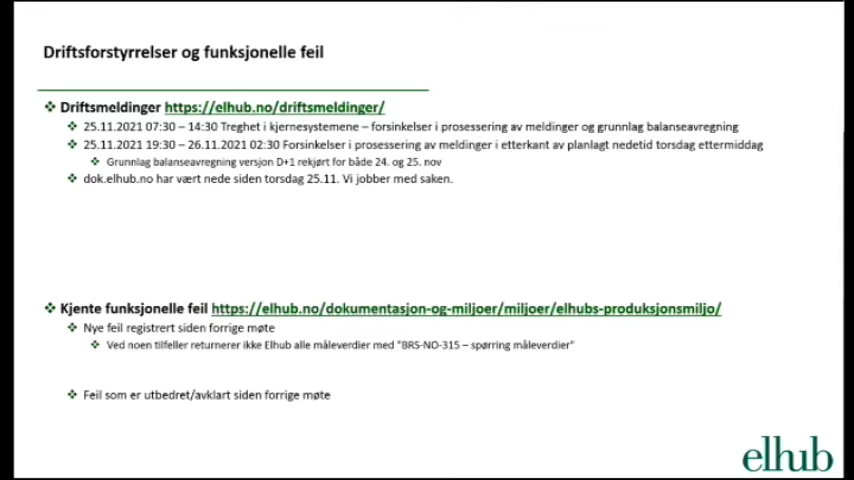 Driftsforstyrrelser og funksjonelle feil
Driftsmeldinger https://elhub.no/driftsmeldinger/
25.11.2021 07:30 – 14:30 Treghet i kjernesystemene – forsinkelser i prosessering av meldinger og grunnlag balanseavregning
25.11.2021 19:30 – 26.11.2021 02:30 Forsinkelser i prosessering av meldinger i etterkant av planlagt nedetid torsdag ettermiddag
Grunnlag balanseavregning versjon D+1 rekjørt for både 24. og 25. nov
dok.elhub.no har vært nede siden torsdag 25.11. Vi jobber med saken.
Kjente funksjonelle feil https://elhub.no/dokumentasjon-og-miljoer/miljoer/elhubs-produksjonsmiljo/
Nye feil registrert siden forrige møte
Ved noen tilfeller returnerer ikke Elhub alle måleverdier med "BRS-NO-315 – spørring måleverdier"
Feil som er utbedret/avklart siden forrige møte
elhub